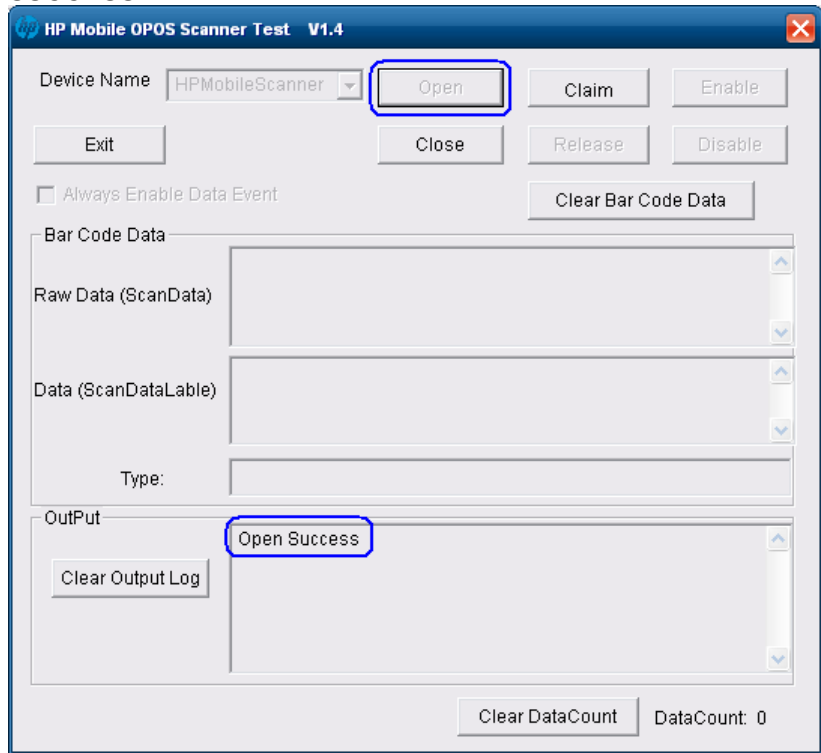 HP Mobile OPOS Scanner Test V1.4
Device Name HPMobileScanner Open Claim Enable
Exit Close Release Disable
Always Enable Data Event Clear Bar Code Data
Bar Code Data
Raw Data (ScanData)
Data (ScanDataLable)
Type:
OutPut
Open Success
Clear Output Log
Clear DataCount DataCount: 0